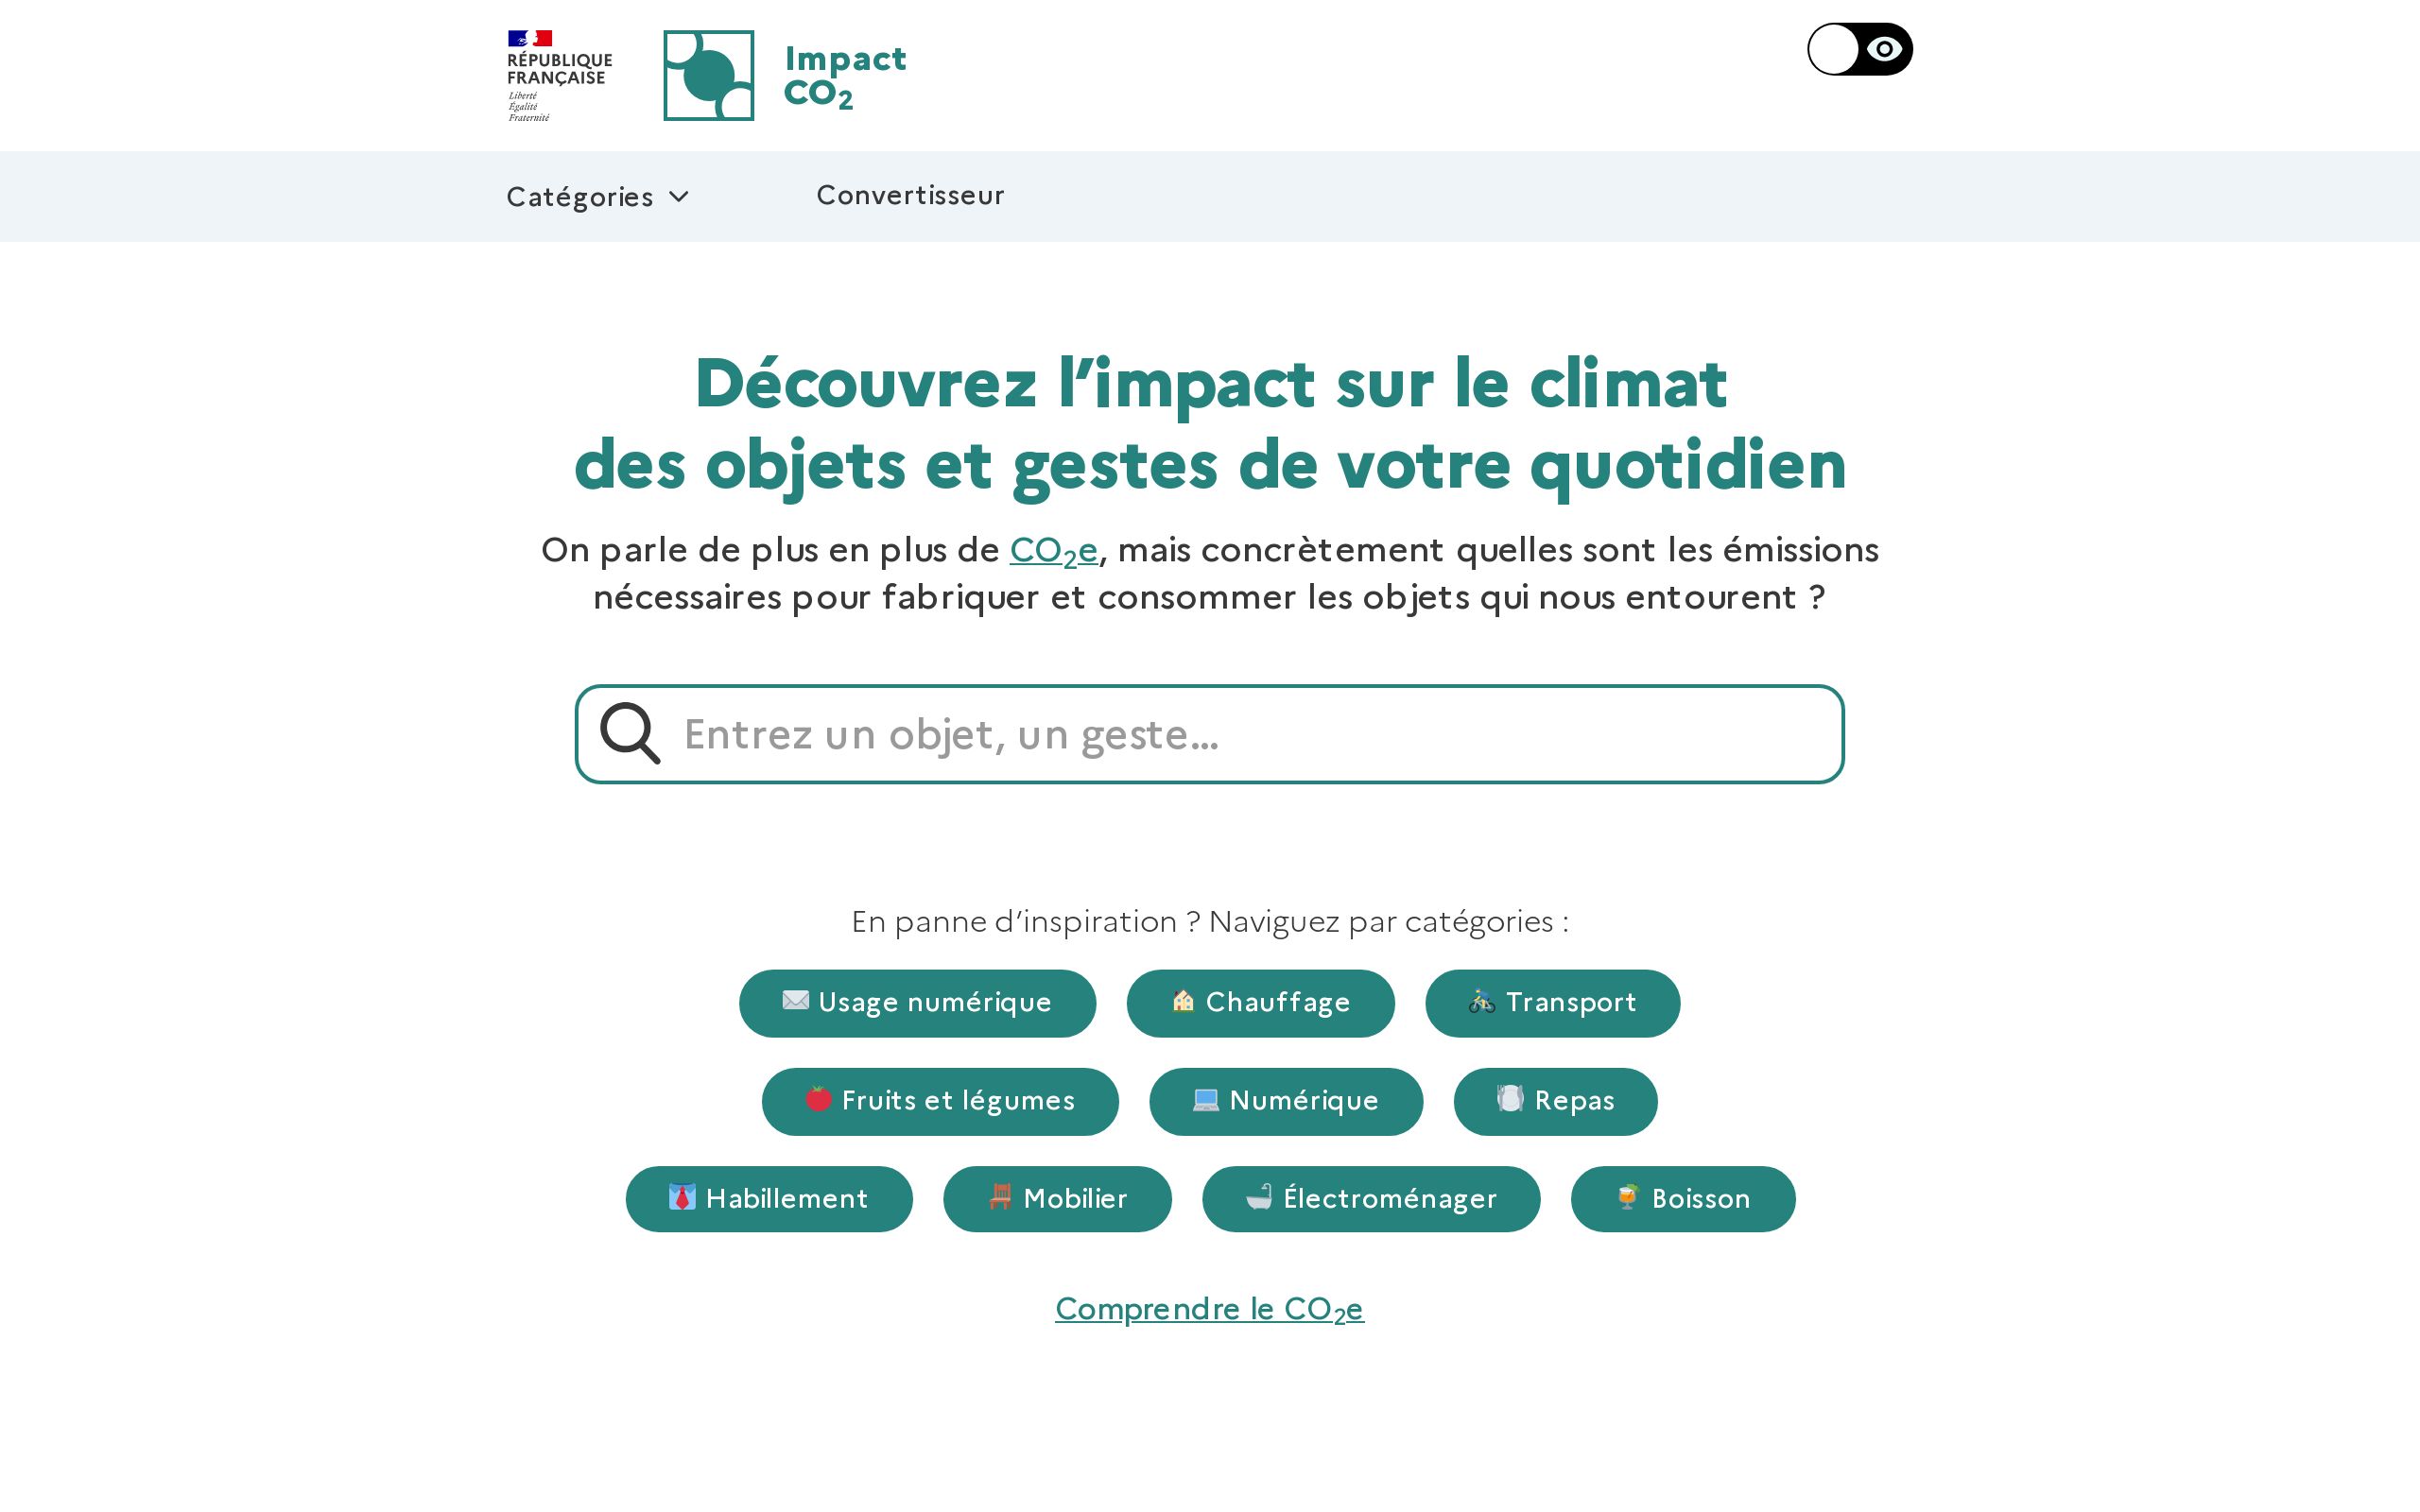 RÉPUBLIQUE
FRANÇAISE
Liberté
Égalité
Fraternité
Impact
CO₂
Catégories
Convertisseur
Découvrez l’impact sur le climat
des objets et gestes de votre quotidien
On parle de plus en plus de CO₂e, mais concrètement quelles sont les émissions
nécessaires pour fabriquer et consommer les objets qui nous entourent ?
Entrez un objet, un geste...
En panne d’inspiration ? Naviguez par catégories :
Usage numérique
Chauffage
Transport
Fruits et légumes
Numérique
Repas
Habillement
Mobilier
Électroménager
Boisson
Comprendre le CO₂e